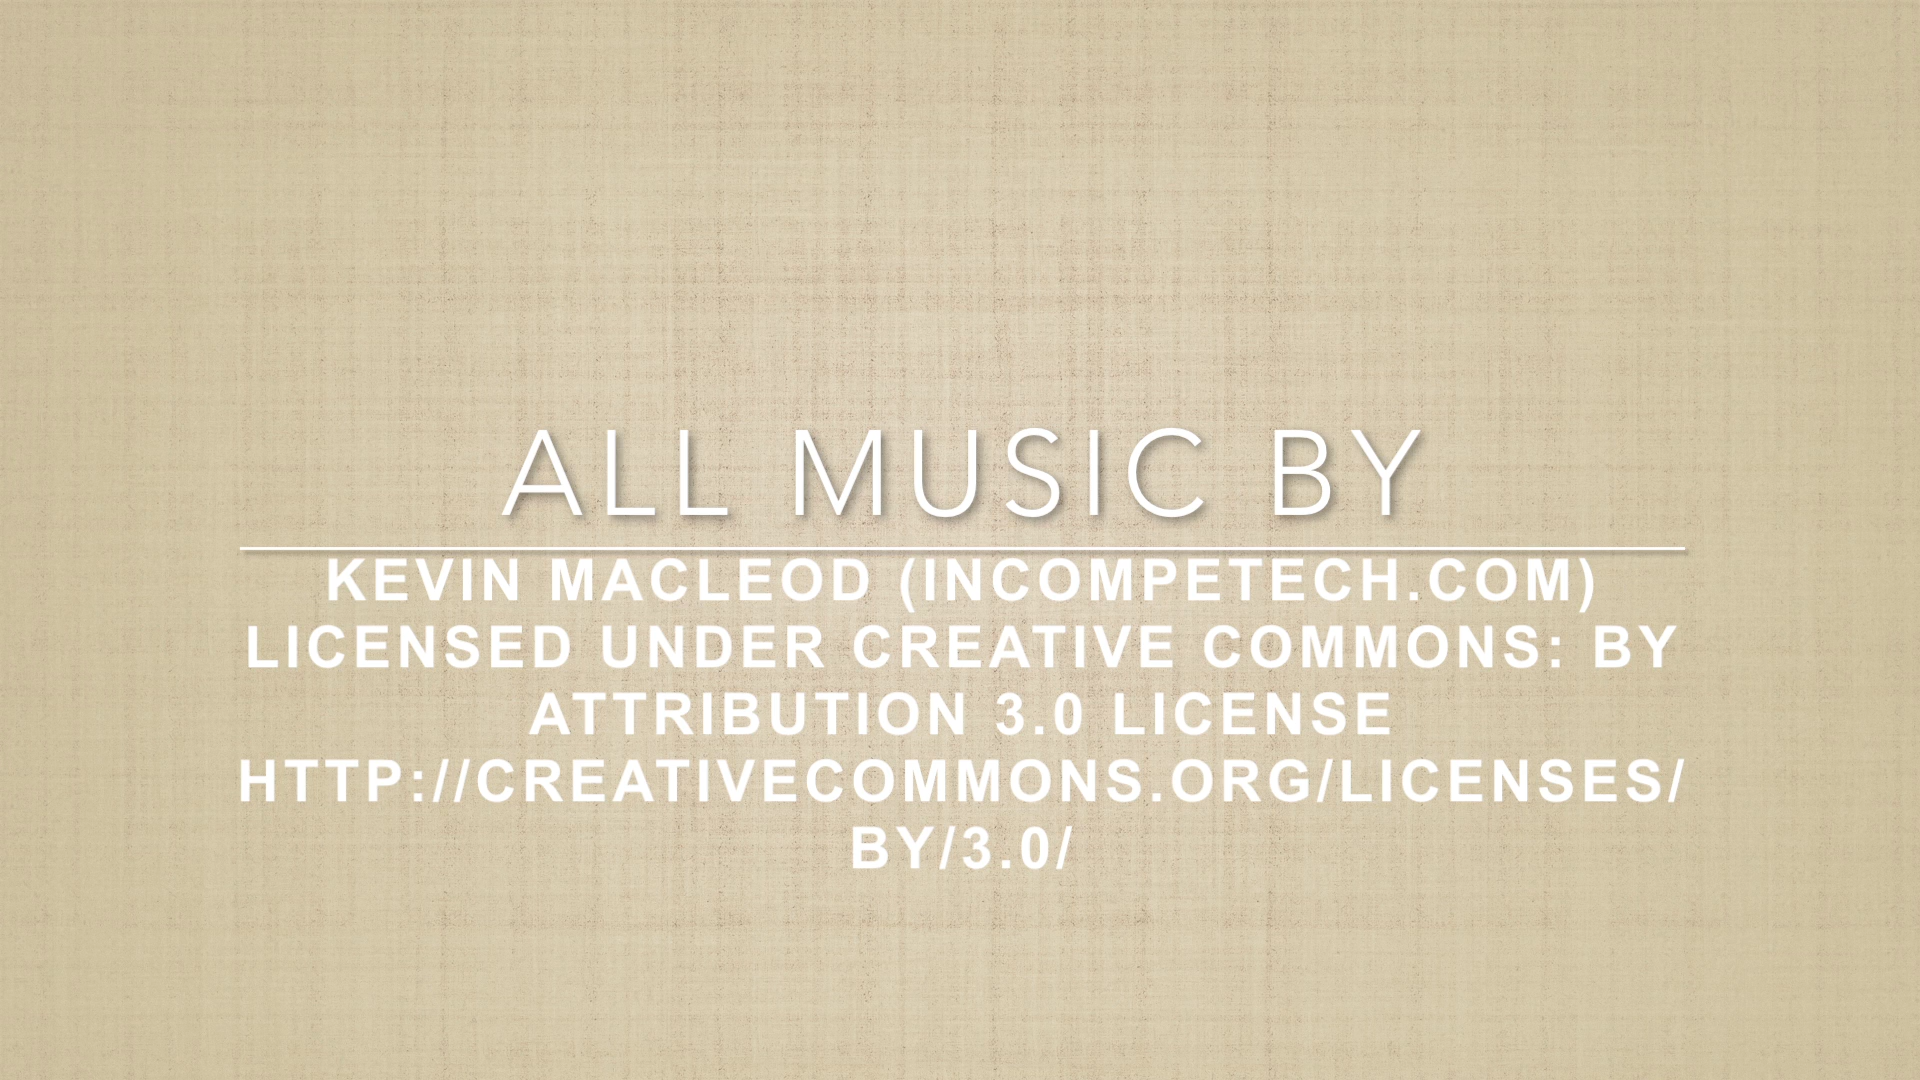 ALL MUSIC BY
KEVIN MACLEOD (INCOMPETECH.COM)
LICENSED UNDER CREATIVE COMMONS: BY
ATTRIBUTION 3.0 LICENSE
HTTP://CREATIVECOMMONS.ORG/LICENSES/
BY/3.0/